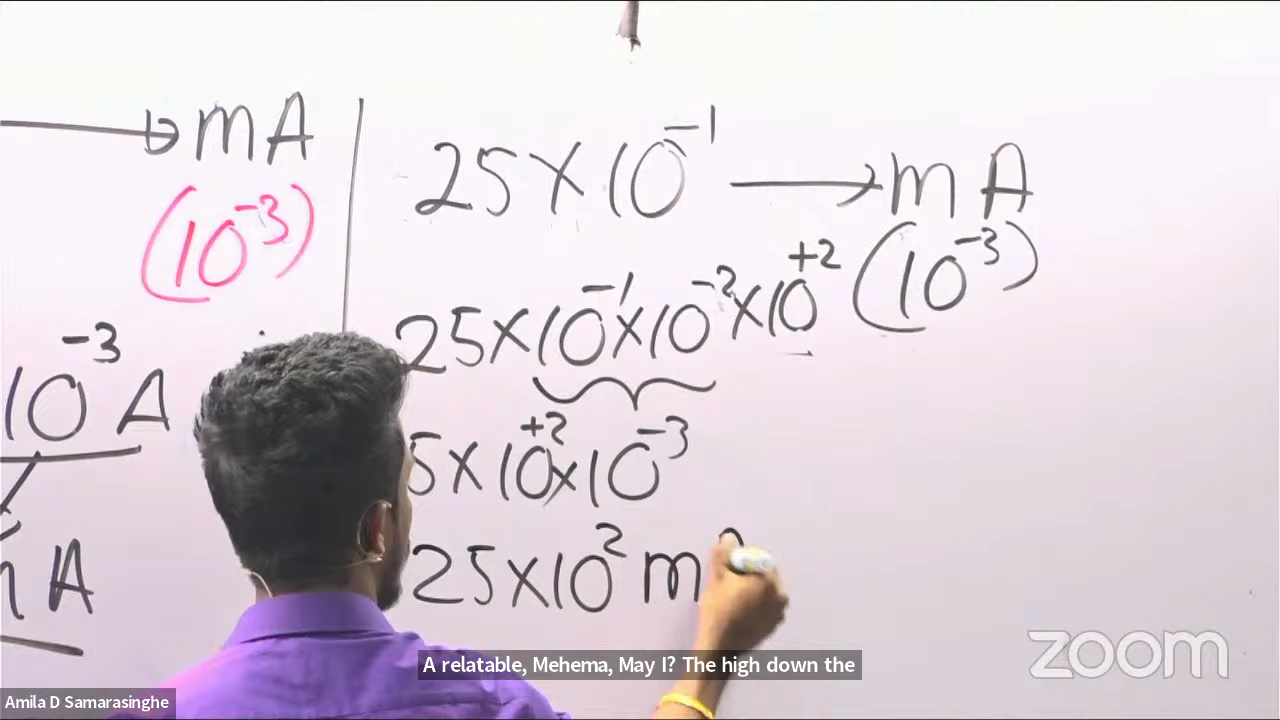 → mA
(10⁻³)
10⁻³ A
A
25 × 10⁻¹ → mA
(10⁻³)
25 × 10⁻¹ × 10⁻² × 10⁺²
5 × 10⁺² × 10⁻³
25 × 10² m
A relatable, Mehema, May I? The high down the
Amila D Samarasinghe
zoom